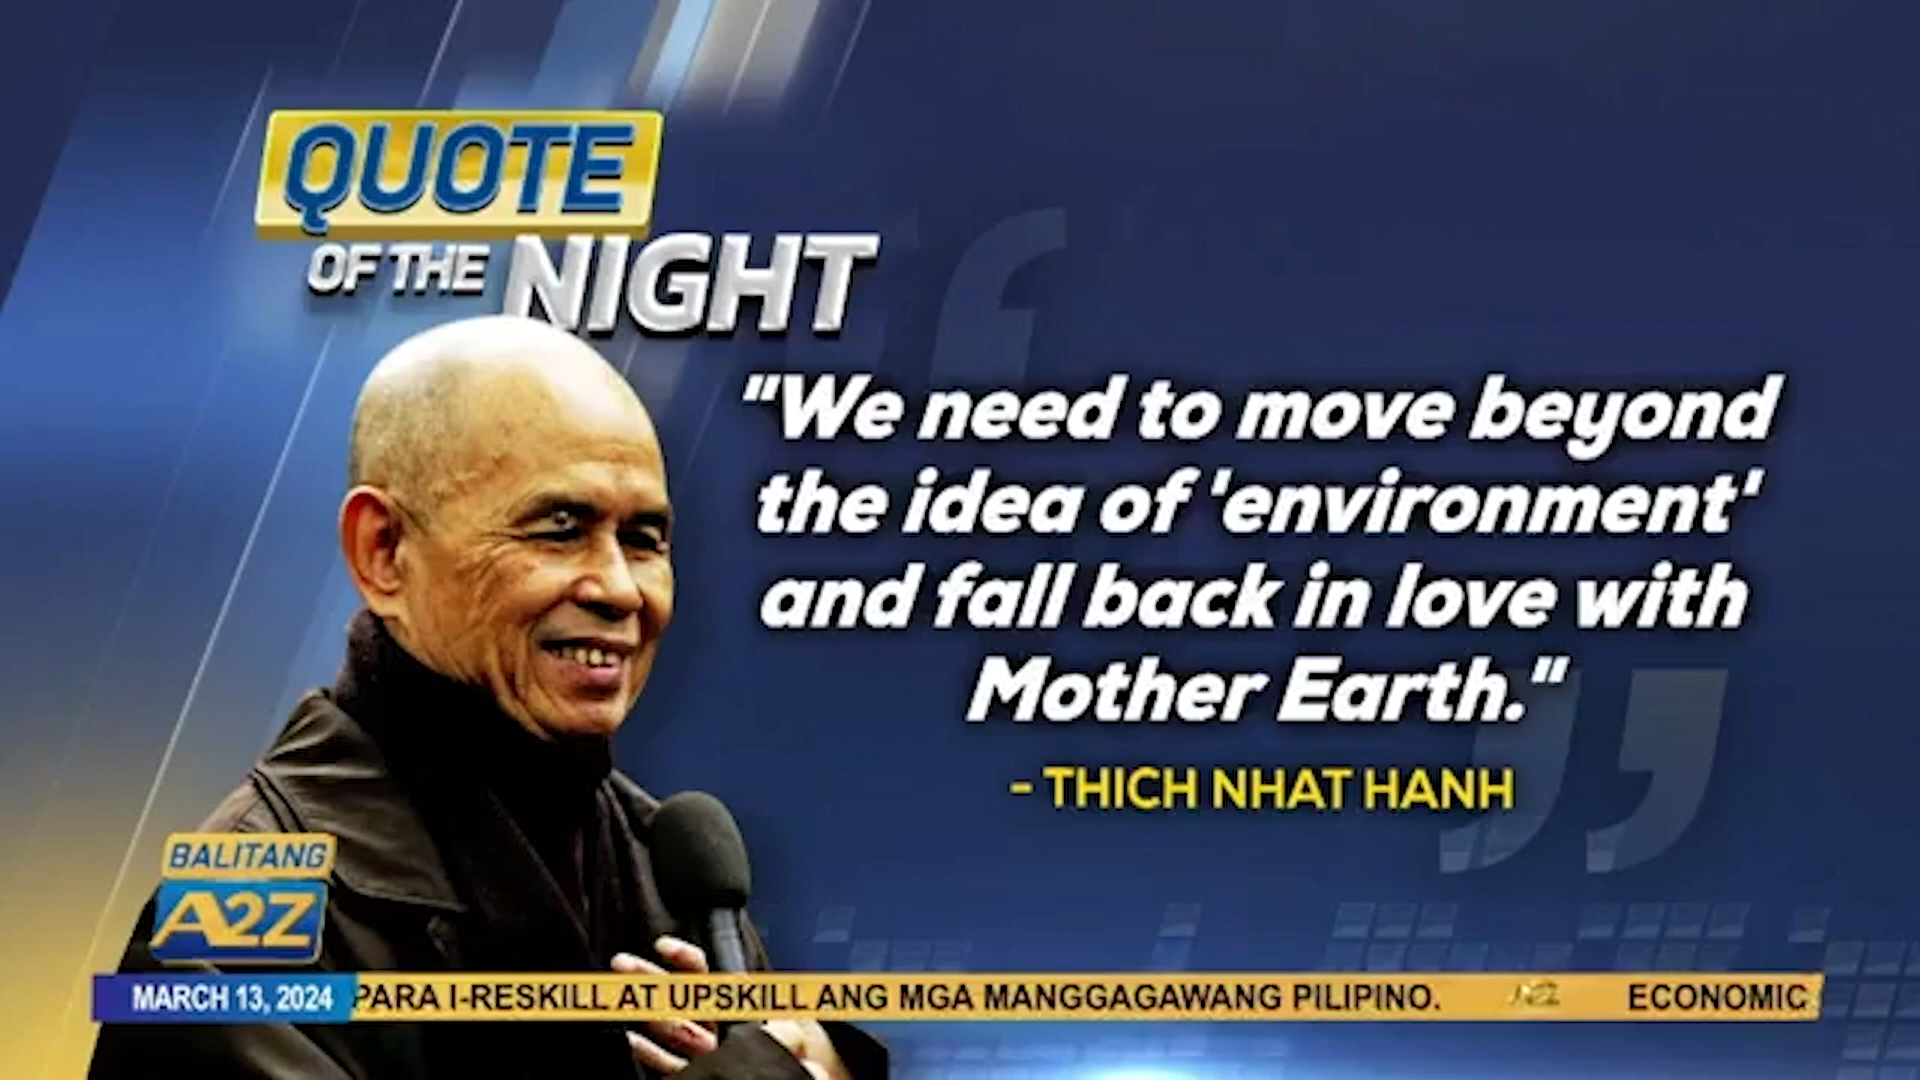 QUOTE
OF THE NIGHT
"We need to move beyond
the idea of 'environment'
and fall back in love with
Mother Earth."
- THICH NHAT HANH
BALITANG
A2Z
MARCH 13, 2024 PARA I-RESKILL AT UPSKILL ANG MGA MANGGAGAWANG PILIPINO. A2Z ECONOMIC